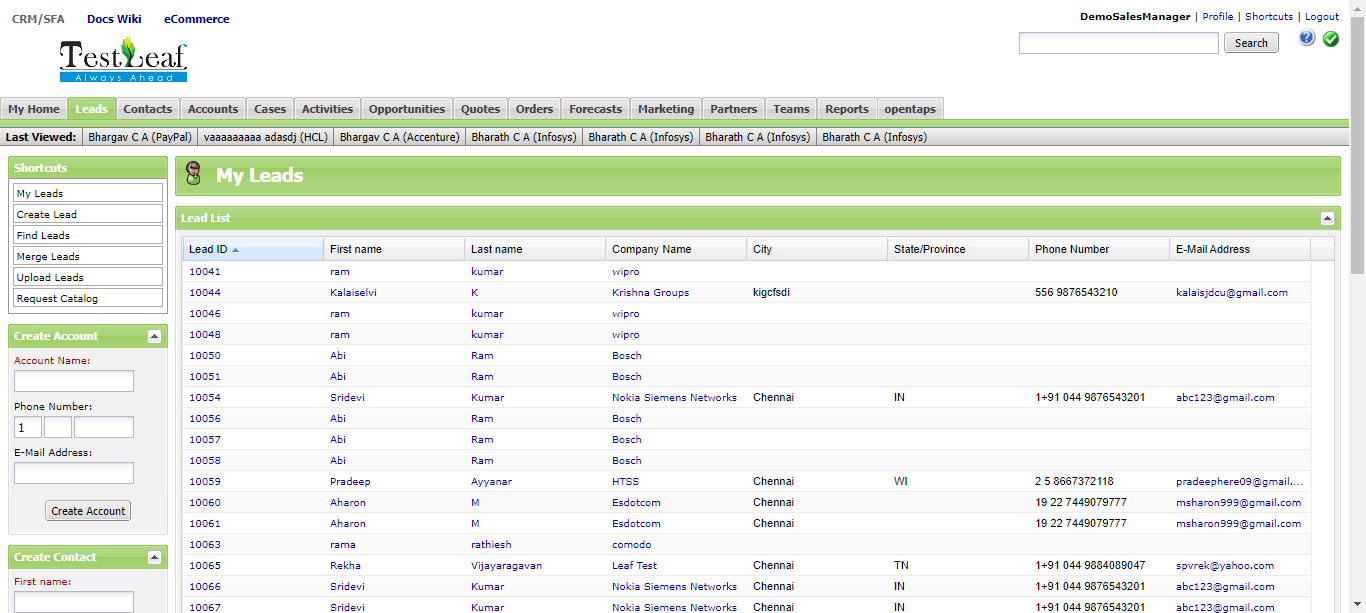 CRM/SFA Docs Wiki eCommerce
DemoSalesManager | Profile | Shortcuts | Logout
TestLeaf
Always Ahead
Search
My Home Leads Contacts Accounts Cases Activities Opportunities Quotes Orders Forecasts Marketing Partners Teams Reports opentaps
Last Viewed: Bhargav C A (PayPal) vaaaaaaaaa adasdj (HCL) Bhargav C A (Accenture) Bharath C A (Infosys) Bharath C A (Infosys) Bharath C A (Infosys) Bharath C A (Infosys)
Shortcuts
My Leads
Create Lead
Find Leads
Merge Leads
Upload Leads
Request Catalog
Create Account
Account Name:
Phone Number:
1
E-Mail Address:
Create Account
Create Contact
First name:
My Leads
Lead List
Lead ID First name Last name Company Name City State/Province Phone Number E-Mail Address
10041 ram kumar wipro
10044 Kalaiselvi K Krishna Groups kigcfsdi 556 9876543210 kalaisjdcu@gmail.com
10046 ram kumar wipro
10048 ram kumar wipro
10050 Abi Ram Bosch
10051 Abi Ram Bosch
10054 Sridevi Kumar Nokia Siemens Networks Chennai IN 1+91 044 9876543201 abc123@gmail.com
10056 Abi Ram Bosch
10057 Abi Ram Bosch
10058 Abi Ram Bosch
10059 Pradeep Ayyanar HTSS Chennai WI 2 5 8667372118 pradeephere09@gmail....
10060 Aharon M Esdotcom Chennai 19 22 7449079777 msharon999@gmail.com
10061 Aharon M Esdotcom Chennai 19 22 7449079777 msharon999@gmail.com
10063 rama rathiesh comodo
10065 Rekha Vijayaragavan Leaf Test Chennai TN 1+91 044 9884089047 spvrek@yahoo.com
10066 Sridevi Kumar Nokia Siemens Networks Chennai IN 1+91 044 9876543201 abc123@gmail.com
10067 Sridevi Kumar Nokia Siemens Networks Chennai IN 1+91 044 9876543201 abc123@gmail.com